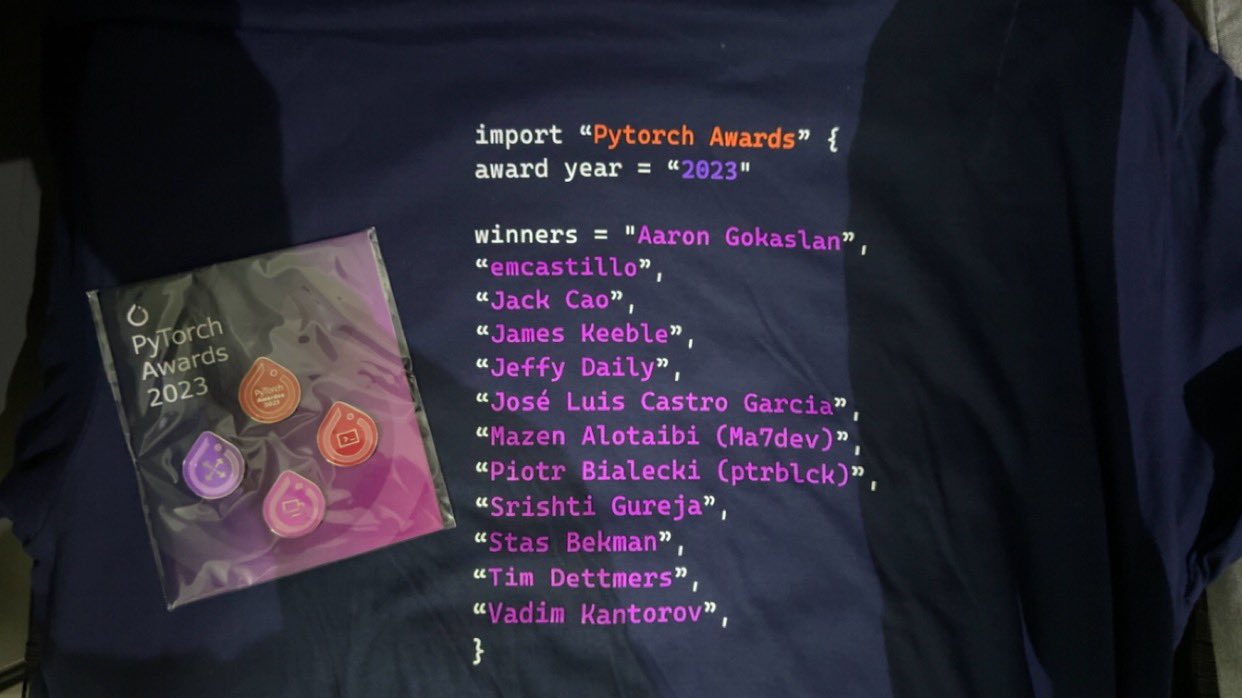 import “Pytorch Awards” {
award year = “2023"
winners = "Aaron Gokaslan”,
“emcastillo”,
“Jack Cao”,
“James Keeble”,
“Jeffy Daily”,
“José Luis Castro Garcia”,
“Mazen Alotaibi (Ma7dev)”,
“Piotr Bialecki (ptrblck)”,
“Srishti Gureja”,
“Stas Bekman”,
“Tim Dettmers”,
“Vadim Kantorov”,
}
PyTorch
Awards
2023
PyTorch
Awards
2023